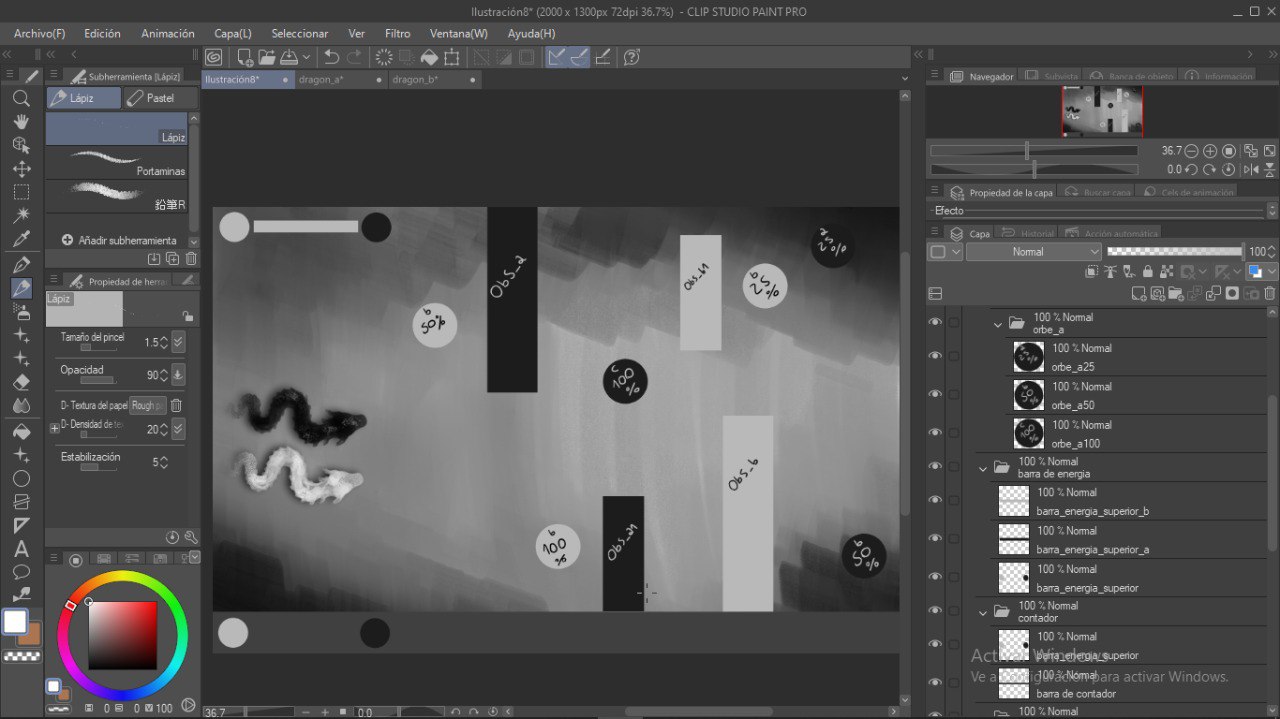 Ilustración8* (2000 x 1300px 72dpi 36.7%)  - CLIP STUDIO PAINT PRO
Archivo(F) Edición Animación Capa(L) Seleccionar Ver Filtro Ventana(W) Ayuda(H)
Subherramienta [Lápiz]
Lápiz Pastel
Lápiz
Portaminas
鉛筆R
Añadir subherramienta
Propiedad de herra
Lápiz
Tamaño del pincel 1.5
Opacidad 90
D- Textura del papel Rough p
D- Densidad de te 20
Estabilización 5
0 0 100
Ilustración8* dragon_a* dragon_b*
a 25%
Obs_2
b 25%
b 50%
c 100 %
Obs_b
b 100 %
b 50%
36.7 0.0
Navegador Subvista Banca de objeto Información
36.7
0.0
Propiedad de la capa Buscar capa Cels de animación
Efecto
Capa Historial Acción automática
Normal 100
100 % Normal
orbe_a
100 % Normal
orbe_a25
100 % Normal
orbe_a50
100 % Normal
orbe_a100
100 % Normal
barra de energia
100 % Normal
barra_energia_superior_b
100 % Normal
barra_energia_superior_a
100 % Normal
barra_energia_superior
100 % Normal
contador
100 % Normal
barra_energia_superior
100 % Normal
barra de contador
100 % Normal
Activar Windows
Ve a Configuración para activar Windows.